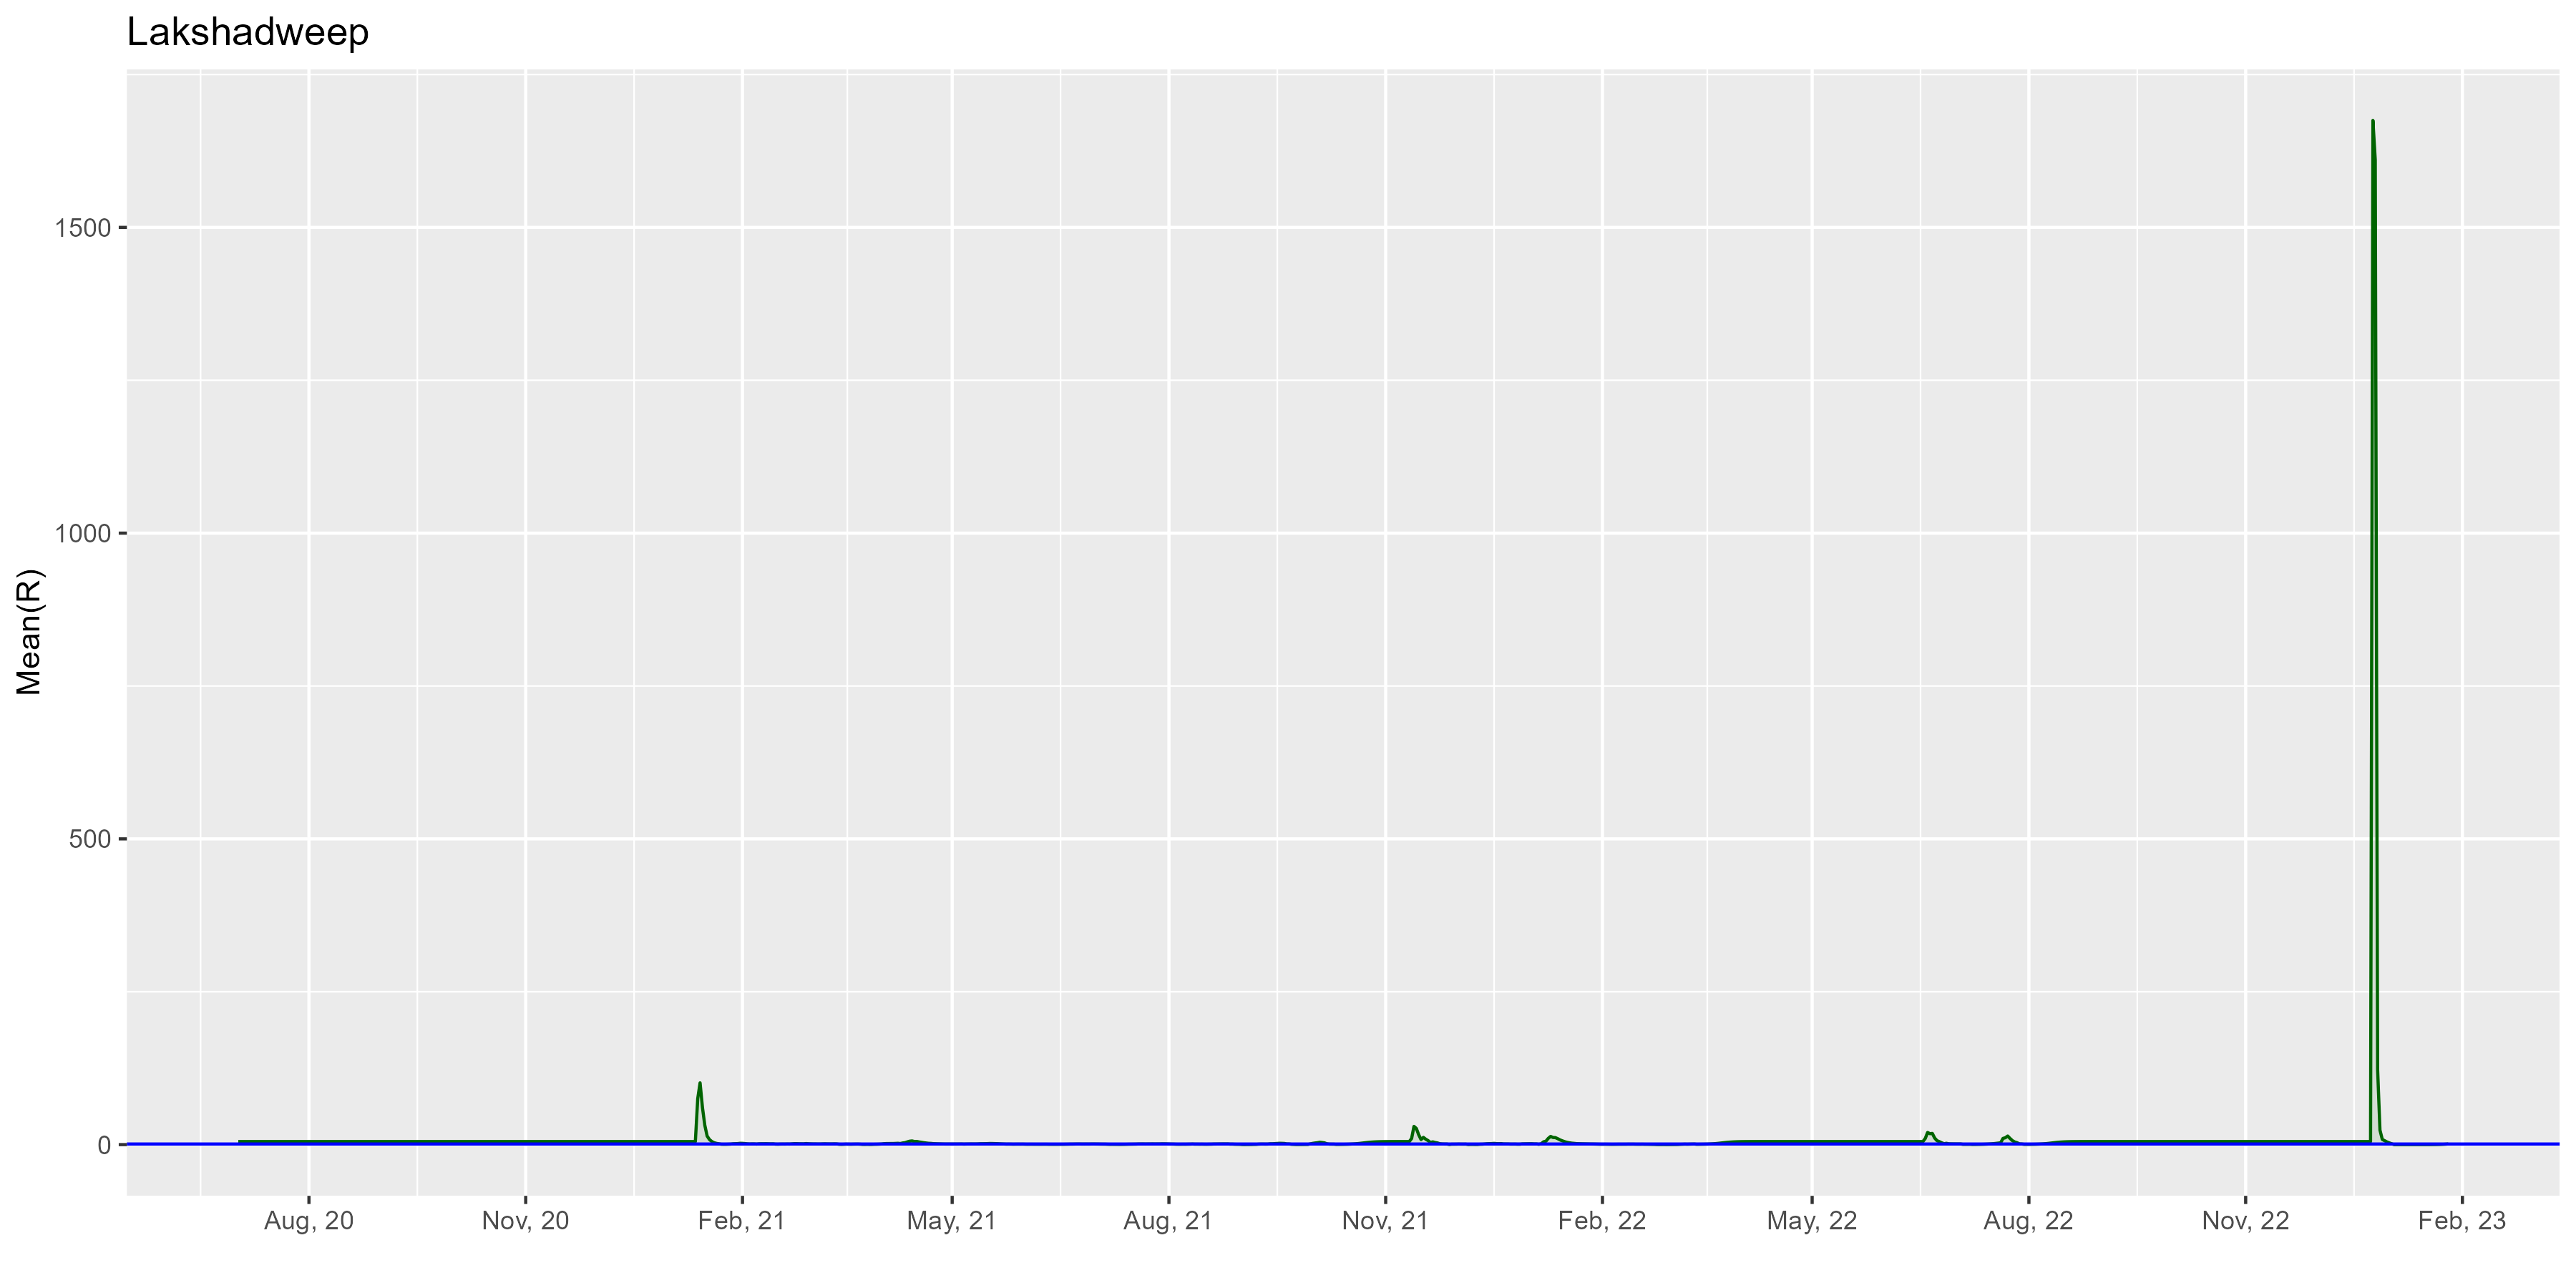 Lakshadweep
Mean(R)
1500
1000
500
0
Aug, 20 Nov, 20 Feb, 21 May, 21 Aug, 21 Nov, 21 Feb, 22 May, 22 Aug, 22 Nov, 22 Feb, 23